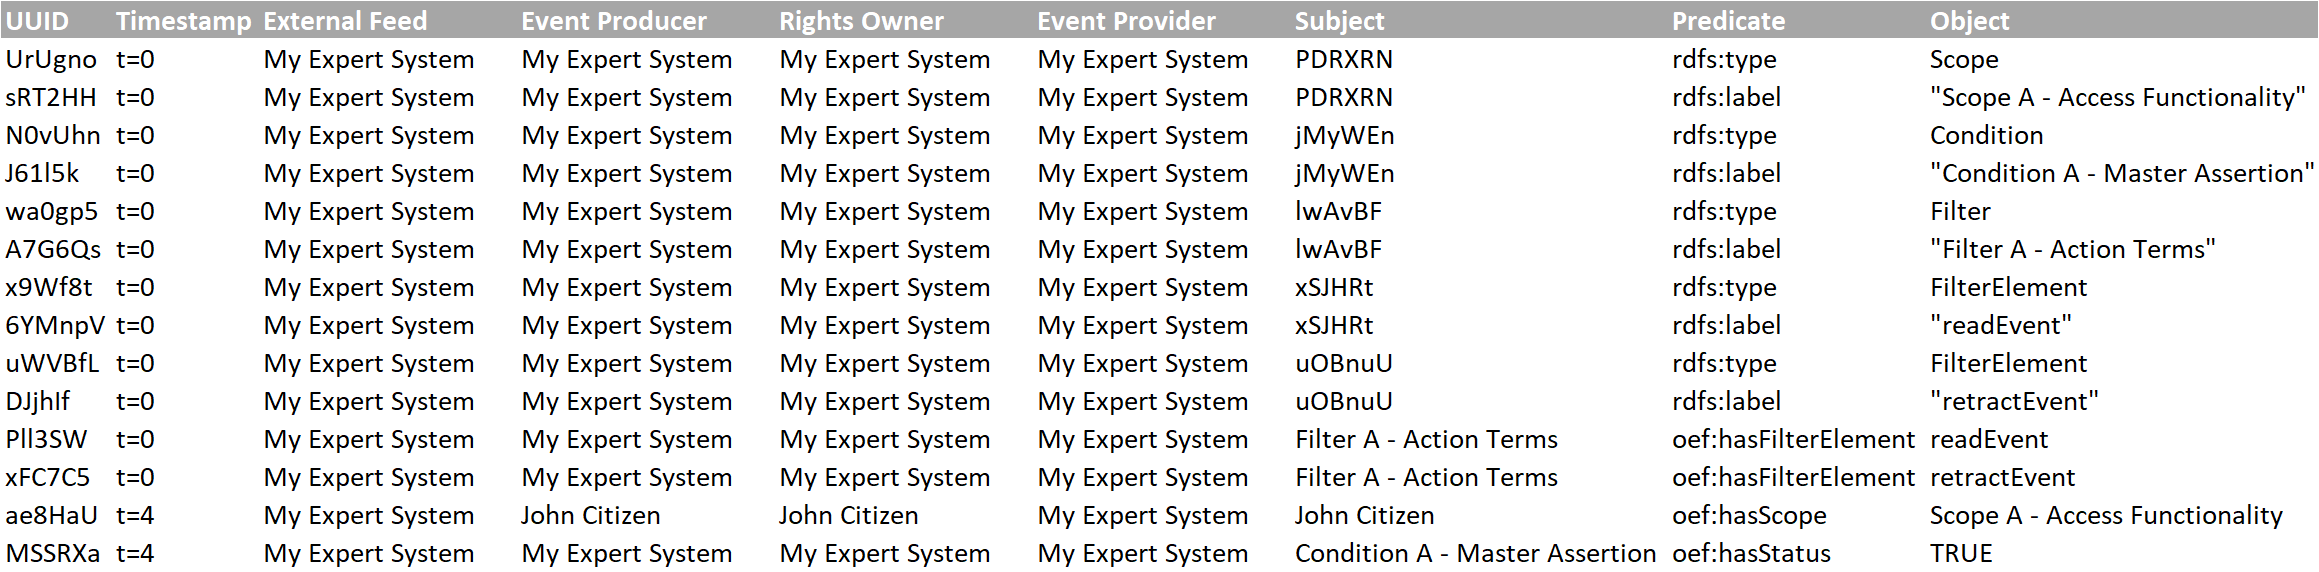 UUID Timestamp External Feed Event Producer Rights Owner Event Provider Subject Predicate Object
UrUgno t=0 My Expert System My Expert System My Expert System My Expert System PDRXRN rdfs:type Scope
sRT2HH t=0 My Expert System My Expert System My Expert System My Expert System PDRXRN rdfs:label "Scope A - Access Functionality"
N0vUhn t=0 My Expert System My Expert System My Expert System My Expert System jMyWEn rdfs:type Condition
J61l5k t=0 My Expert System My Expert System My Expert System My Expert System jMyWEn rdfs:label "Condition A - Master Assertion"
wa0gp5 t=0 My Expert System My Expert System My Expert System My Expert System lwAvBF rdfs:type Filter
A7G6Qs t=0 My Expert System My Expert System My Expert System My Expert System lwAvBF rdfs:label "Filter A - Action Terms"
x9Wf8t t=0 My Expert System My Expert System My Expert System My Expert System xSJHRt rdfs:type FilterElement
6YMnpV t=0 My Expert System My Expert System My Expert System My Expert System xSJHRt rdfs:label "readEvent"
uWVBfL t=0 My Expert System My Expert System My Expert System My Expert System uOBnuU rdfs:type FilterElement
DJjhIf t=0 My Expert System My Expert System My Expert System My Expert System uOBnuU rdfs:label "retractEvent"
Pll3SW t=0 My Expert System My Expert System My Expert System My Expert System Filter A - Action Terms oef:hasFilterElement readEvent
xFC7C5 t=0 My Expert System My Expert System My Expert System My Expert System Filter A - Action Terms oef:hasFilterElement retractEvent
ae8HaU t=4 My Expert System John Citizen John Citizen My Expert System John Citizen oef:hasScope Scope A - Access Functionality
MSSRXa t=4 My Expert System My Expert System My Expert System My Expert System Condition A - Master Assertion oef:hasStatus TRUE